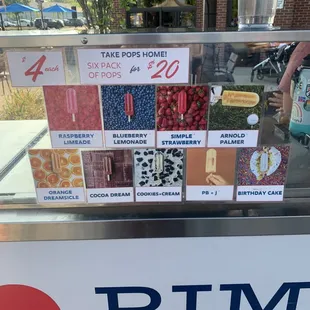 TAKE POPS HOME!
4 each
SIX PACK OF POPS for $20
RASPBERRY LIMEADE
BLUEBERRY LEMONADE
SIMPLE STRAWBERRY
ARNOLD PALMER
ORANGE DREAMSICLE
COCOA DREAM
COOKIES+CREAM
PB + J
BIRTHDAY CAKE
RIM